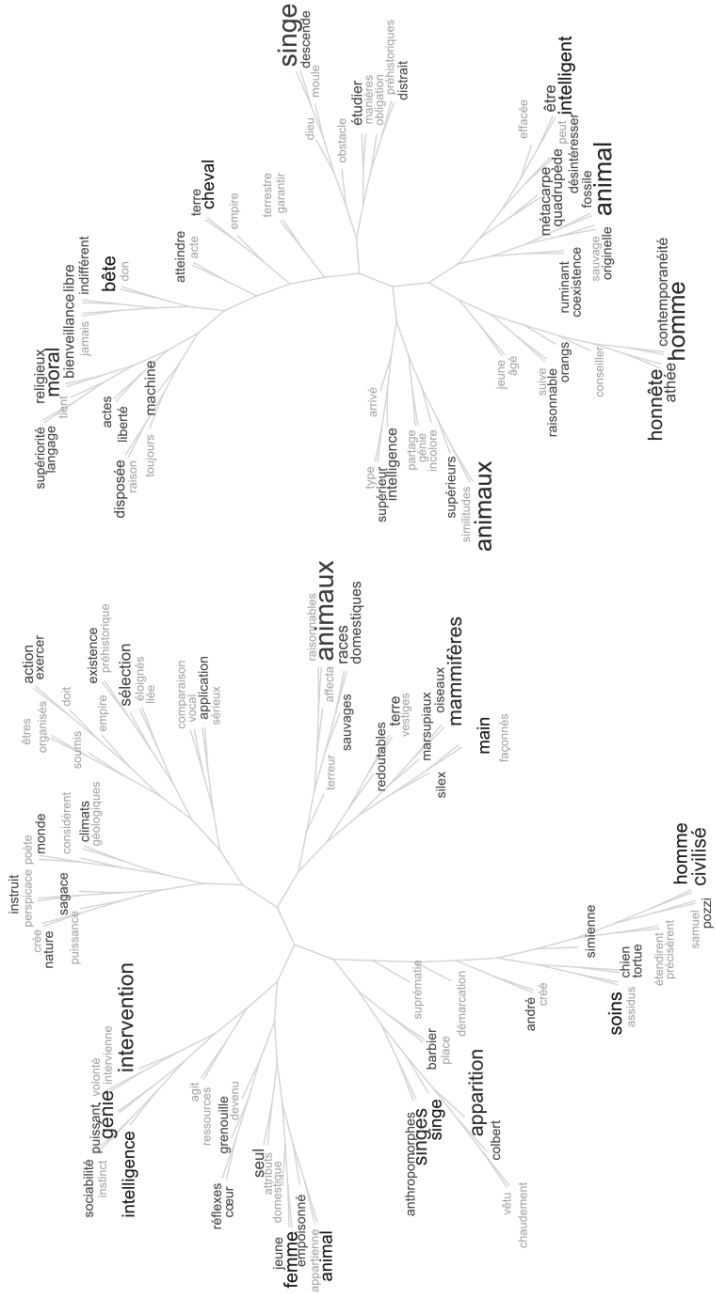 singe
descende
moule
dieu
obstacle
étudier
manières
obligation
préhistoriques
distrait
terre
cheval
empire
terrestre
garantir
atteindre
acte
bête
don
libre
indifférent
bienveillance
jamais
religieux
moral
tient
supériorité
langage
actes
liberté
machine
disposée
raison
toujours
effacée
être
intelligent
peut
désintéresser
métacarpe
quadrupède
fossile
animal
sauvage
originelle
ruminant
coexistence
contemporanéité
homme
honnête
athée
conseiller
jeune
âgé
suive
raisonnable
orangs
arrivé
type
supérieur
intelligence
partage
génie
incolore
supérieurs
similitudes
animaux
action
exercer
doit
êtres
organisés
soumis
empire
existence
préhistorique
sélection
éloignés
liée
comparaison
vocal
application
sérieux
poète
monde
considèrent
climats
géologiques
instruit
perspicace
sagace
crée
nature
puissance
raisonnables
animaux
affecta
races
domestiques
sauvages
terreur
redoutables
terre
vestiges
marsupiaux
oiseaux
mammifères
silex
main
façonnés
intervention
volonté
intervienne
puissant
génie
sociabilité
instinct
intelligence
agit
ressources
grenouille
devenu
réflexes
cœur
seul
attributs
domestique
jeune
femme
empoisonné
appartienne
animal
suprématie
démarcation
barbier
place
anthropomorphes
singes
singe
apparition
colbert
vêtu
chaudement
andré
créé
simienne
chien
tortue
soins
assidus
étendirent
précisèrent
homme
civilisé
samuel
pozzi